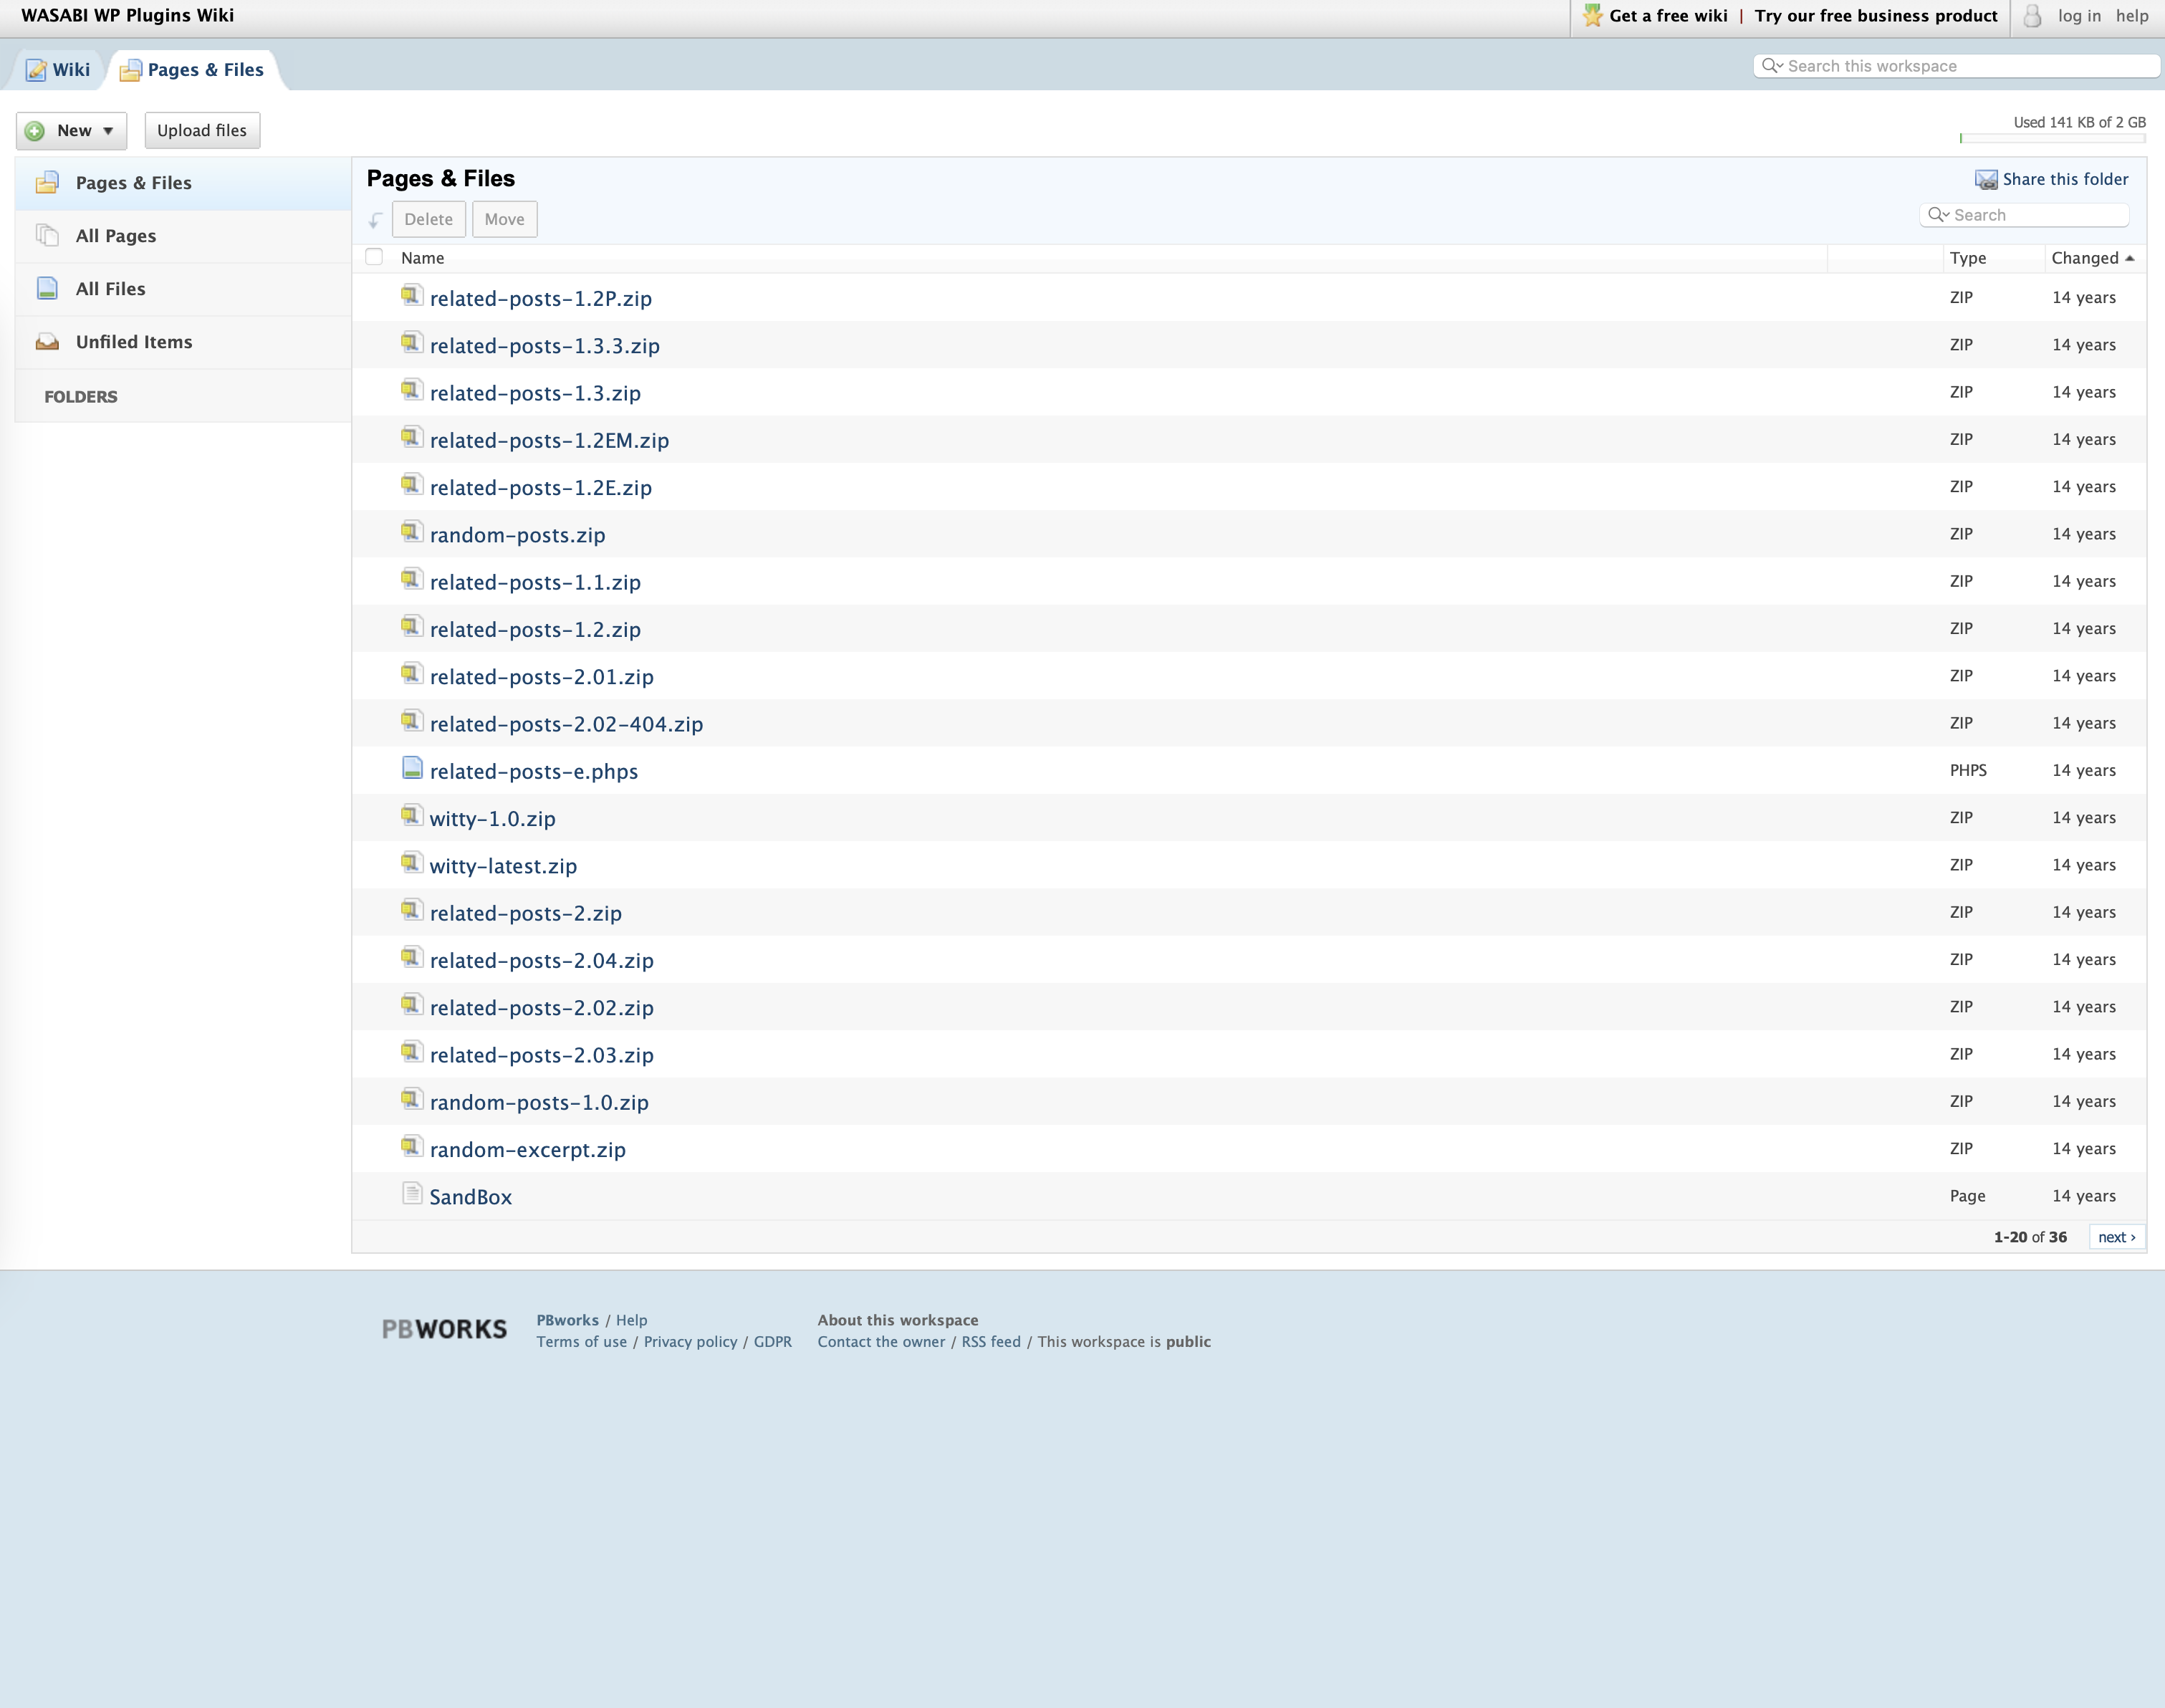 WASABI WP Plugins Wiki
Get a free wiki | Try our free business product
log in help
Wiki
Pages & Files
Search this workspace
New
Upload files
Used 141 KB of 2 GB
Pages & Files
All Pages
All Files
Unfiled Items
FOLDERS
Pages & Files
Share this folder
Delete
Move
Search
Name Type Changed
related-posts-1.2P.zip ZIP 14 years
related-posts-1.3.3.zip ZIP 14 years
related-posts-1.3.zip ZIP 14 years
related-posts-1.2EM.zip ZIP 14 years
related-posts-1.2E.zip ZIP 14 years
random-posts.zip ZIP 14 years
related-posts-1.1.zip ZIP 14 years
related-posts-1.2.zip ZIP 14 years
related-posts-2.01.zip ZIP 14 years
related-posts-2.02-404.zip ZIP 14 years
related-posts-e.phps PHPS 14 years
witty-1.0.zip ZIP 14 years
witty-latest.zip ZIP 14 years
related-posts-2.zip ZIP 14 years
related-posts-2.04.zip ZIP 14 years
related-posts-2.02.zip ZIP 14 years
related-posts-2.03.zip ZIP 14 years
random-posts-1.0.zip ZIP 14 years
random-excerpt.zip ZIP 14 years
SandBox Page 14 years
1-20 of 36 next ›
PBWORKS
PBworks / Help
Terms of use / Privacy policy / GDPR
About this workspace
Contact the owner / RSS feed / This workspace is public